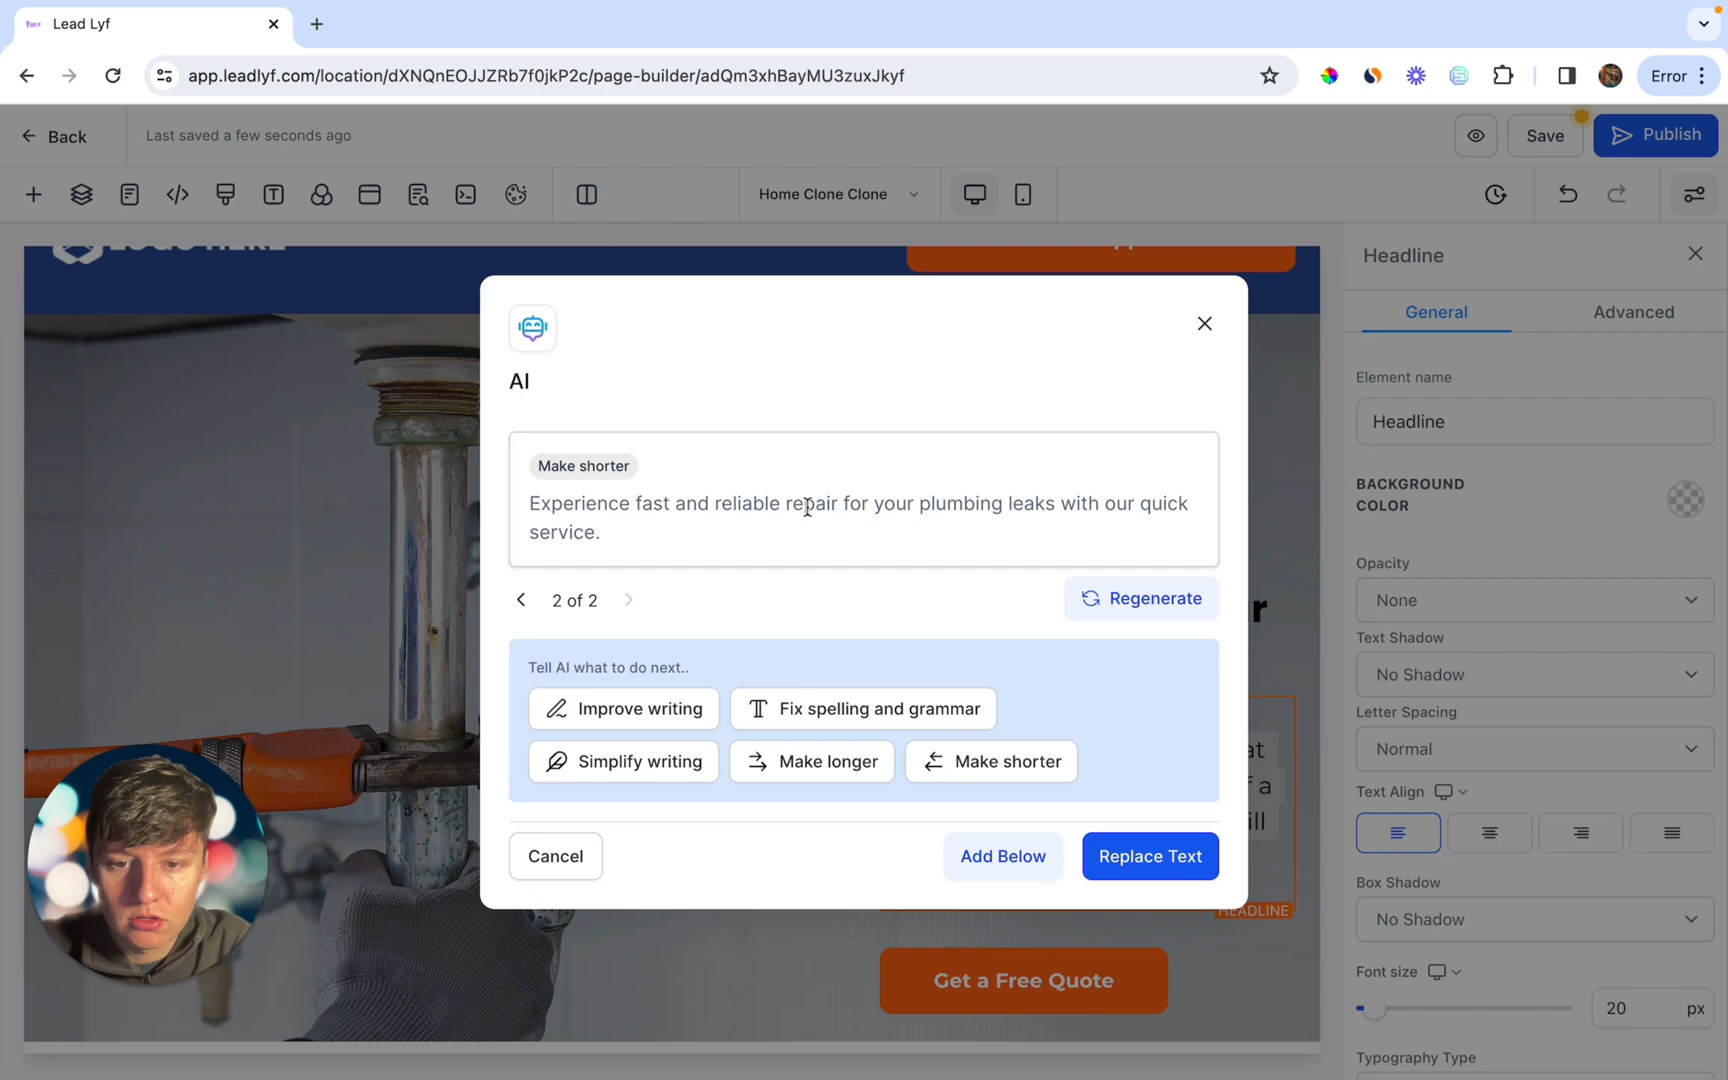 Lead Lyf
app.leadlyf.com/location/dXNQnEOJJZRb7f0jkP2c/page-builder/adQm3xhBayMU3zuxJkyf
Error
Back
Last saved a few seconds ago
Save
Publish
Home Clone Clone
Headline
General
Advanced
AI
Element name
Headline
Make shorter
Experience fast and reliable repair for your plumbing leaks with our quick
service.
BACKGROUND
COLOR
Opacity
None
2 of 2
Regenerate
Text Shadow
No Shadow
Tell AI what to do next..
Improve writing
Fix spelling and grammar
Letter Spacing
Normal
Simplify writing
Make longer
Make shorter
Text Align
Cancel
Add Below
Replace Text
Box Shadow
No Shadow
HEADLINE
Get a Free Quote
Font size
20
px
Typography Type